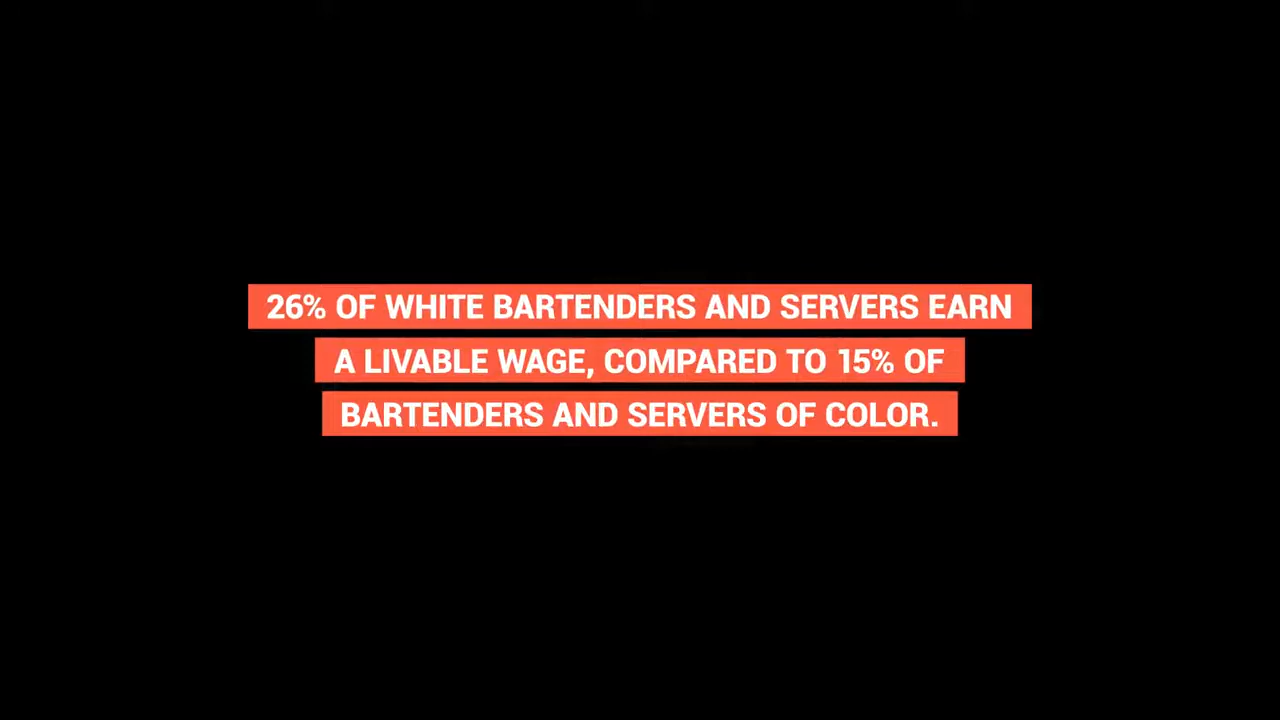 26% OF WHITE BARTENDERS AND SERVERS EARN
A LIVABLE WAGE, COMPARED TO 15% OF
BARTENDERS AND SERVERS OF COLOR.